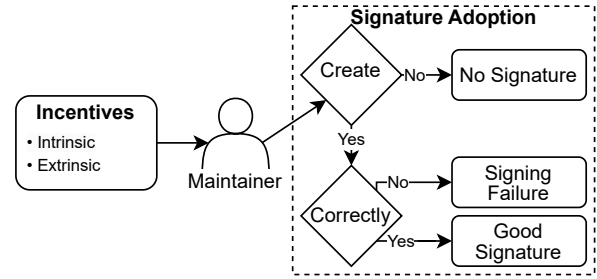 Signature Adoption
Incentives
• Intrinsic
• Extrinsic
Maintainer
Create
No
No Signature
Yes
Correctly
No
Signing
Failure
Yes
Good
Signature